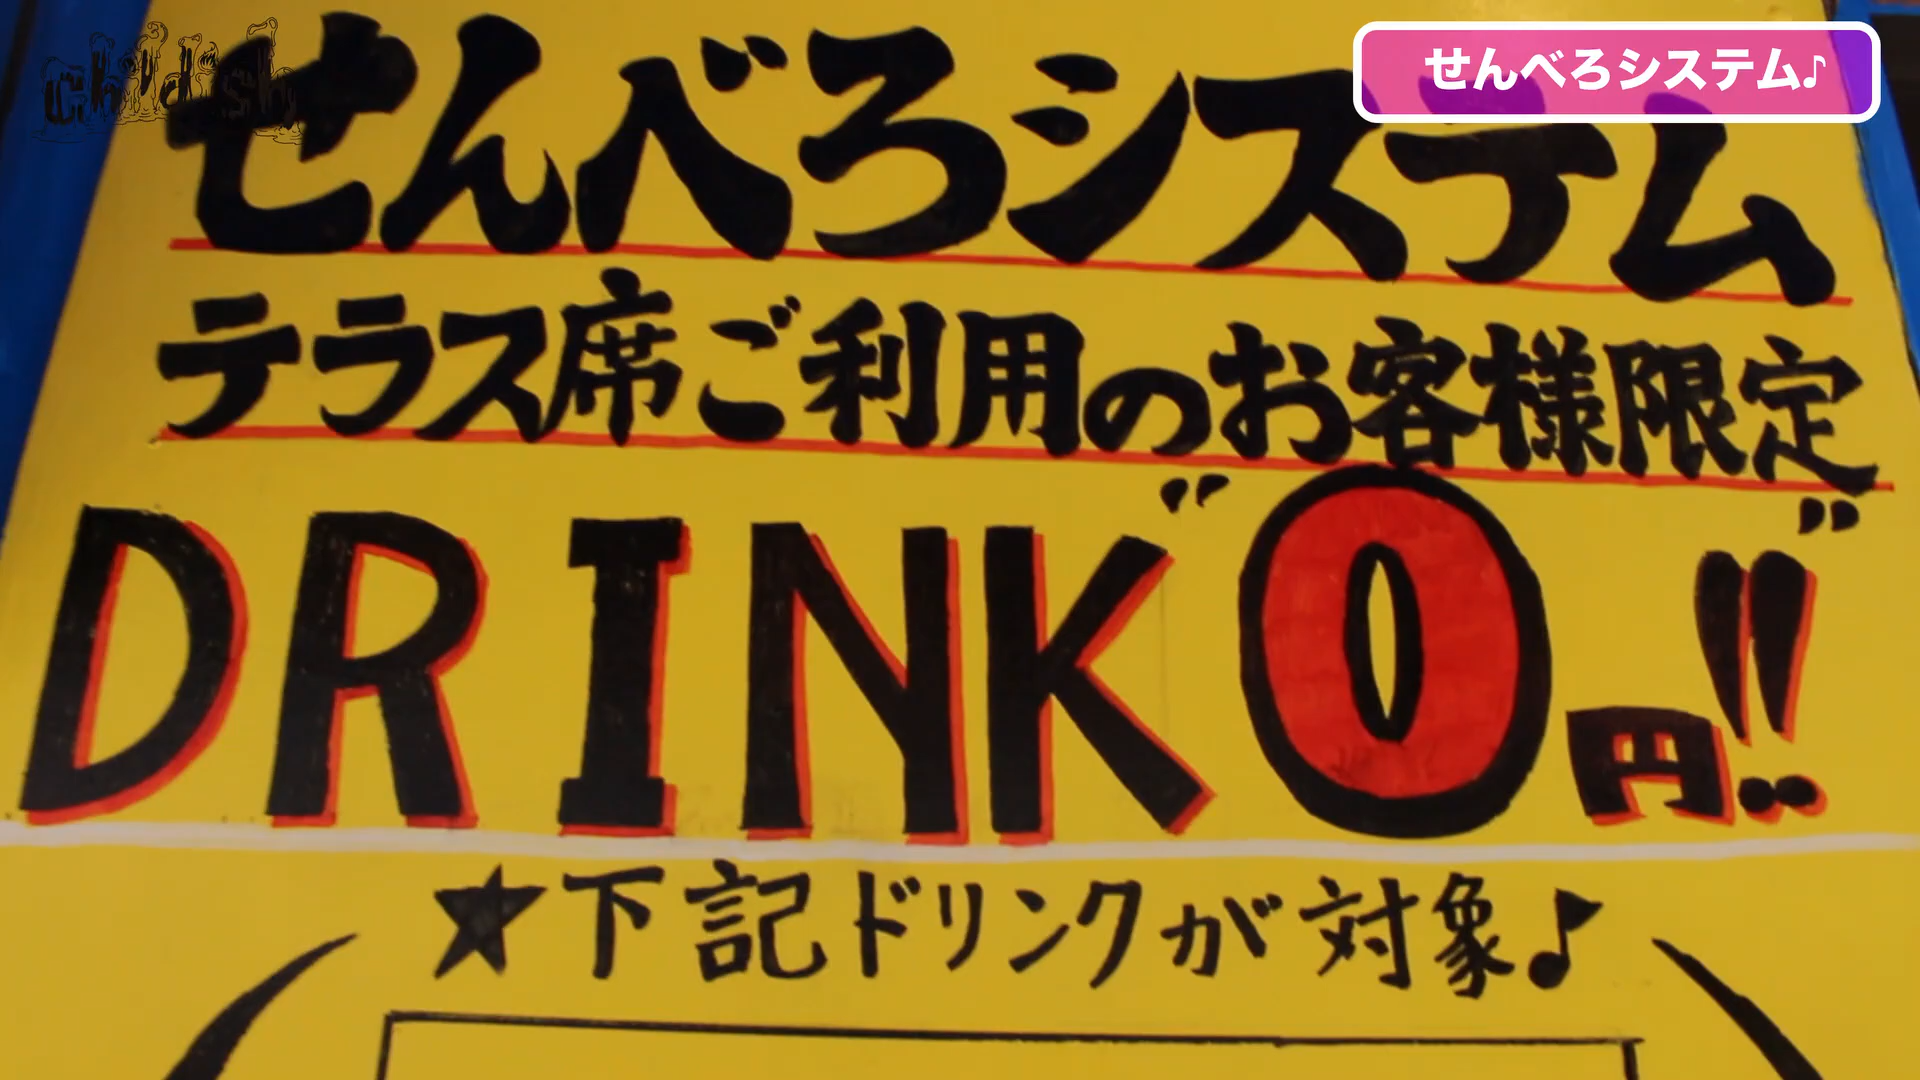 childish
せんべろシステム♪
せんべろシステム
テラス席ご利用のお客様限定
DRINK "0"円!!
★下記ドリンクが対象♪